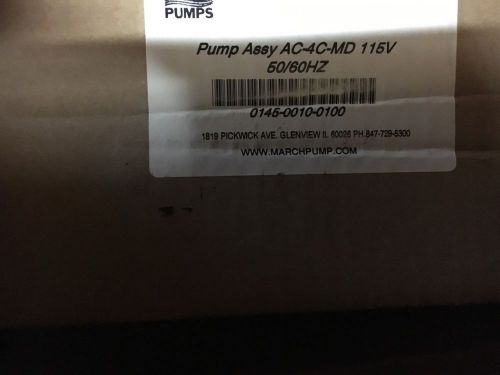 PUMPS
Pump Assy AC-4C-MD 115V
50/60HZ
0145-0010-0100
1819 PICKWICK AVE. GLENVIEW IL 60026 PH.847-729-5300
WWW.MARCHPUMP.COM